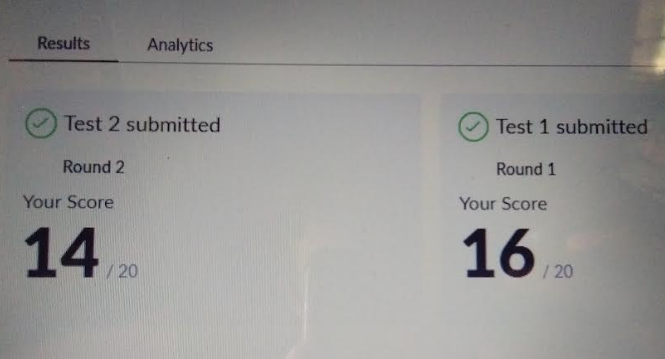 Results
Analytics
Test 2 submitted
Round 2
Your Score
14 / 20
Test 1 submitted
Round 1
Your Score
16 / 20